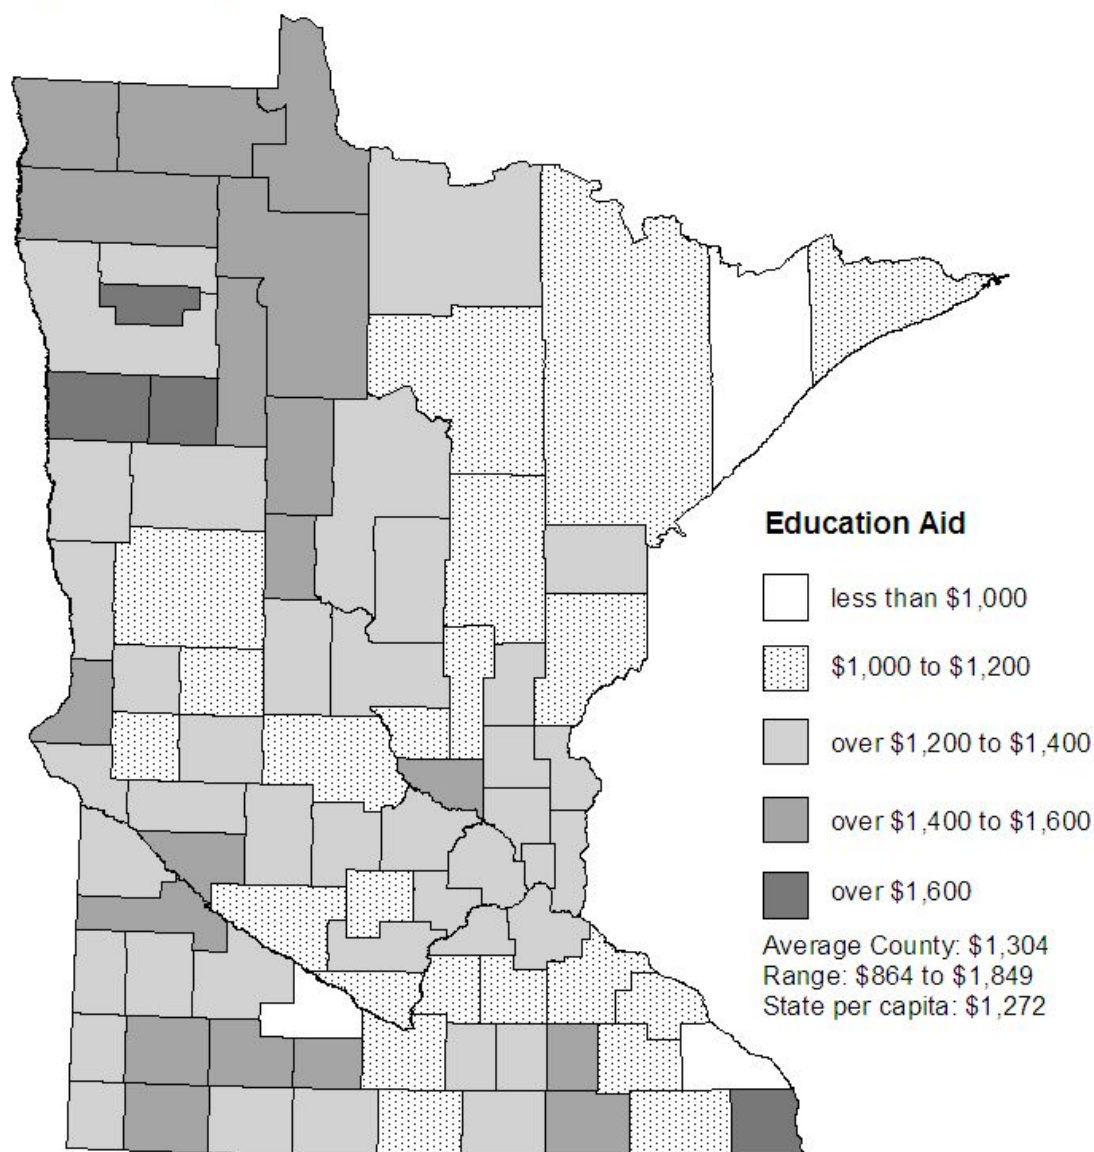 Education Aid
less than $1,000
$1,000 to $1,200
over $1,200 to $1,400
over $1,400 to $1,600
over $1,600
Average County: $1,304
Range: $864 to $1,849
State per capita: $1,272